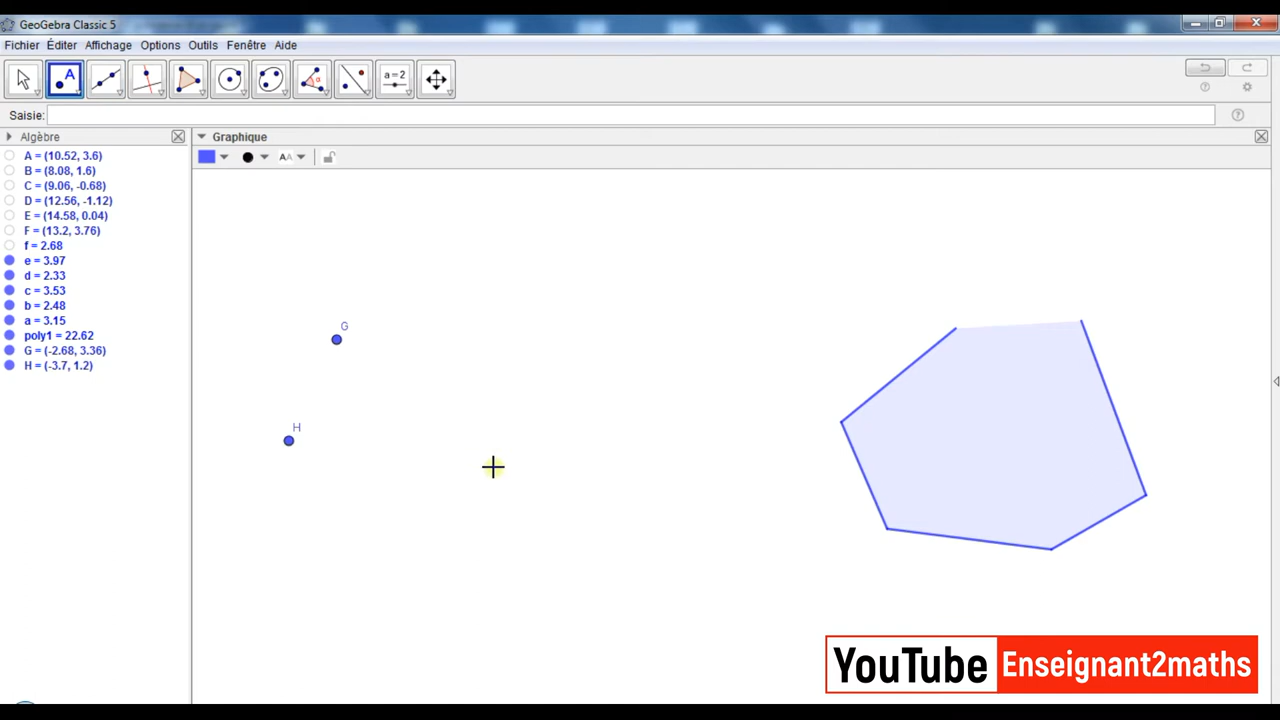 GeoGebra Classic 5
Fichier Éditer Affichage Options Outils Fenêtre Aide
A
α
a=2
Saisie:
Algèbre
Graphique
AA
A = (10.52, 3.6)
B = (8.08, 1.6)
C = (9.06, -0.68)
D = (12.56, -1.12)
E = (14.58, 0.04)
F = (13.2, 3.76)
f = 2.68
e = 3.97
d = 2.33
c = 3.53
b = 2.48
a = 3.15
poly1 = 22.62
G = (-2.68, 3.36)
H = (-3.7, 1.2)
G
H
YouTube Enseignant2maths